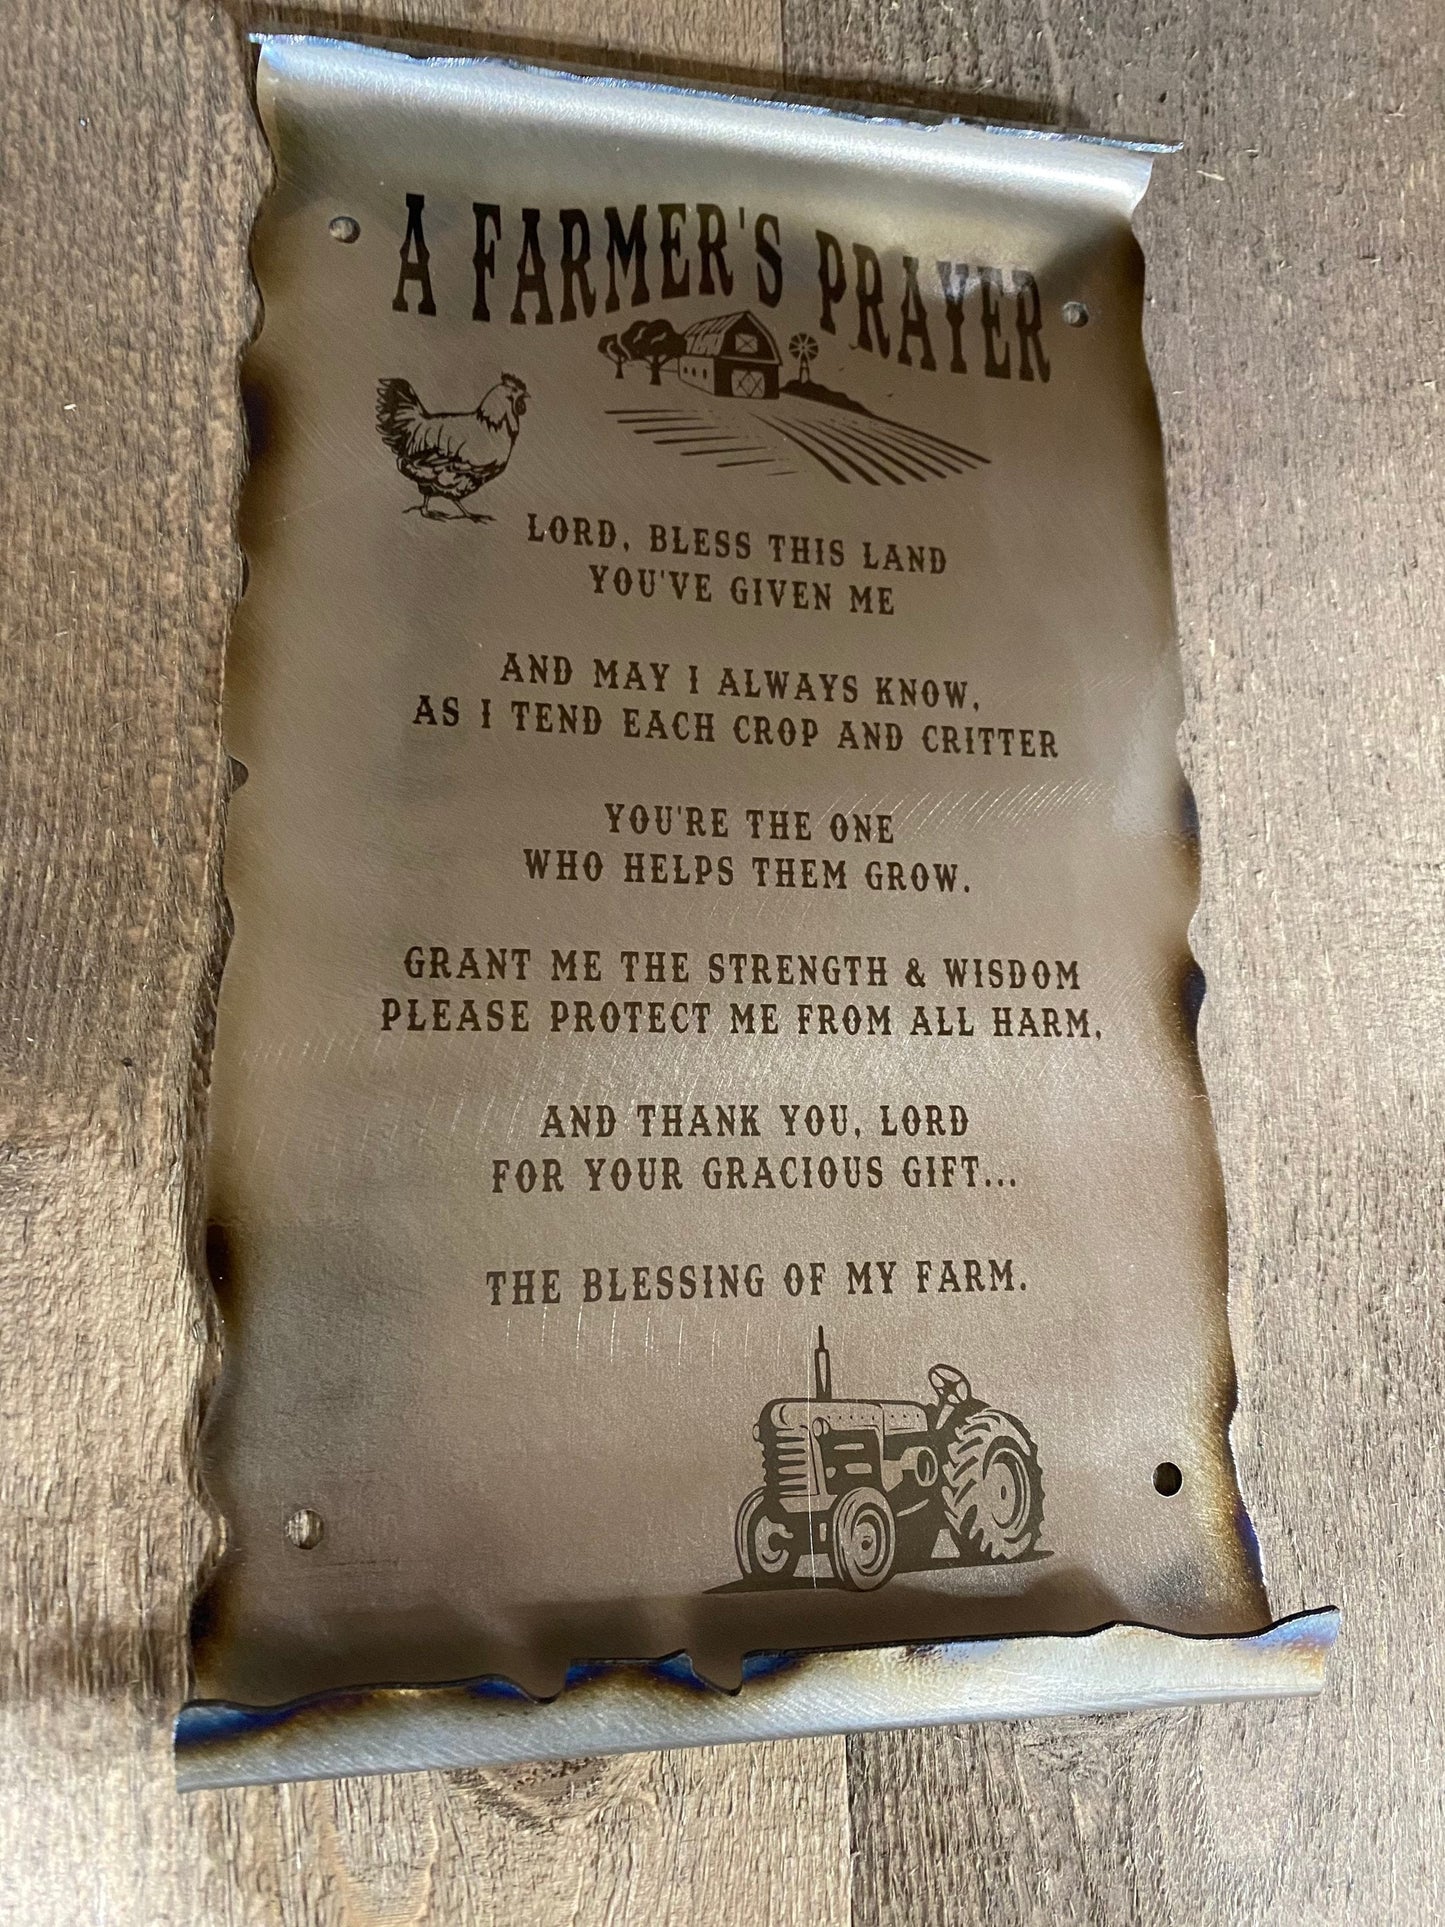 A FARMER'S PRAYER
LORD, BLESS THIS LAND
YOU'VE GIVEN ME
AND MAY I ALWAYS KNOW,
AS I TEND EACH CROP AND CRITTER
YOU'RE THE ONE
WHO HELPS THEM GROW.
GRANT ME THE STRENGTH & WISDOM
PLEASE PROTECT ME FROM ALL HARM,
AND THANK YOU, LORD
FOR YOUR GRACIOUS GIFT...
THE BLESSING OF MY FARM.